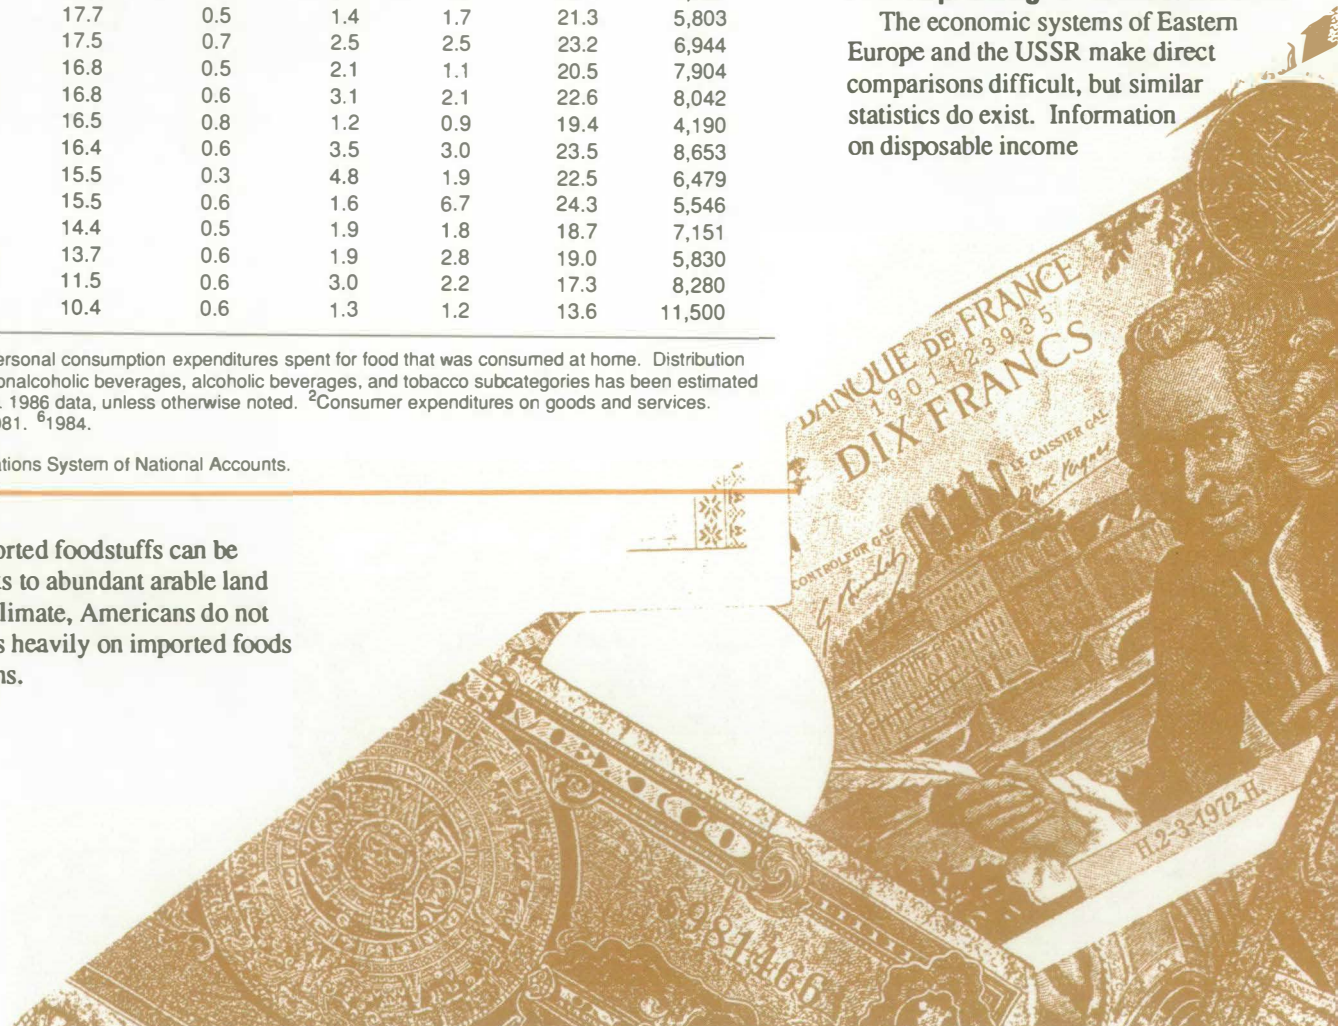 17.7 0.5 1.4 1.7 21.3 5,803
17.5 0.7 2.5 2.5 23.2 6,944
16.8 0.5 2.1 1.1 20.5 7,904
16.8 0.6 3.1 2.1 22.6 8,042
16.5 0.8 1.2 0.9 19.4 4,190
16.4 0.6 3.5 3.0 23.5 8,653
15.5 0.3 4.8 1.9 22.5 6,479
15.5 0.6 1.6 6.7 24.3 5,546
14.4 0.5 1.9 1.8 18.7 7,151
13.7 0.6 1.9 2.8 19.0 5,830
11.5 0.6 3.0 2.2 17.3 8,280
10.4 0.6 1.3 1.2 13.6 11,500
ersonal consumption expenditures spent for food that was consumed at home. Distribution
onalcoholic beverages, alcoholic beverages, and tobacco subcategories has been estimated
. 1986 data, unless otherwise noted. ²Consumer expenditures on goods and services.
981. ⁶1984.
ations System of National Accounts.
orted foodstuffs can be
ks to abundant arable land
limate, Americans do not
s heavily on imported foods
ns.
The economic systems of Eastern
Europe and the USSR make direct
comparisons difficult, but similar
statistics do exist. Information
on disposable income
BANQUE DE FRANCE
1901123935
DIX FRANCS
LE CAISSIER GAL
CONTROLEUR GAL
H.2-3-1972.H.